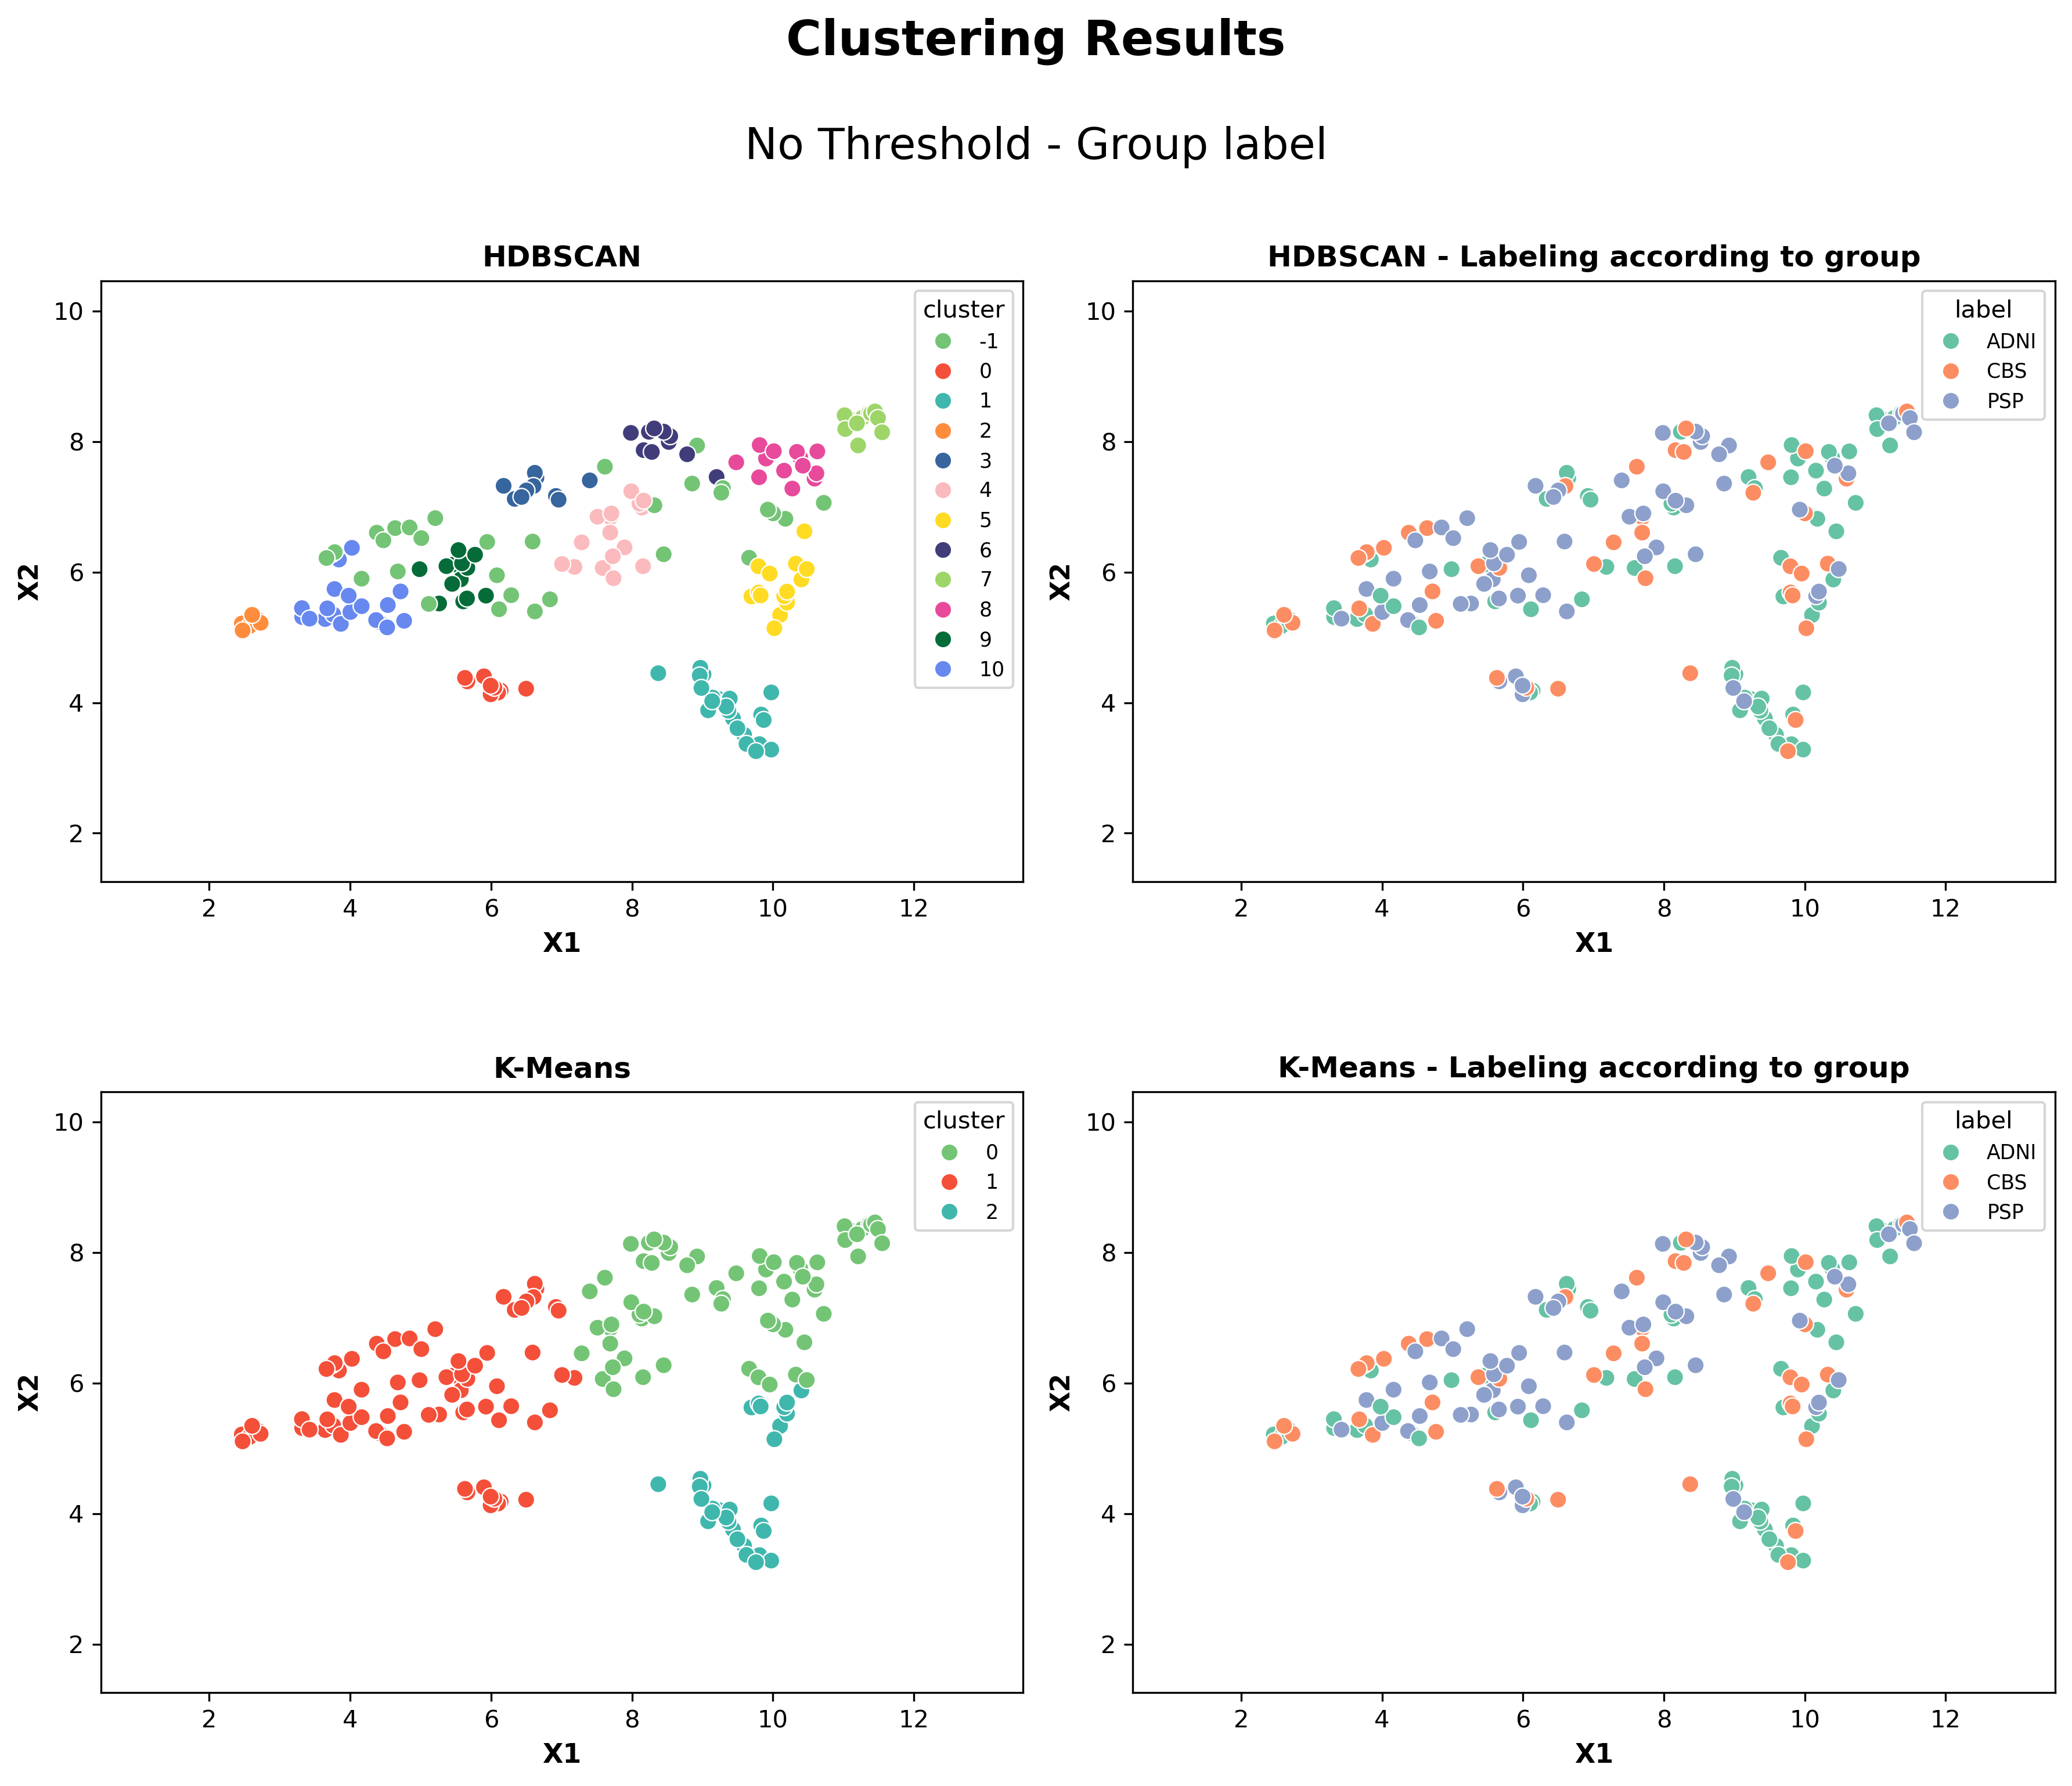 Clustering Results
No Threshold - Group label
HDBSCAN
10
8
6
4
2
X2
2 4 6 8 10 12
X1
cluster
-1
0
1
2
3
4
5
6
7
8
9
10
HDBSCAN - Labeling according to group
10
8
6
4
2
X2
2 4 6 8 10 12
X1
label
ADNI
CBS
PSP
K-Means
10
8
6
4
2
X2
2 4 6 8 10 12
X1
cluster
0
1
2
K-Means - Labeling according to group
10
8
6
4
2
X2
2 4 6 8 10 12
X1
label
ADNI
CBS
PSP